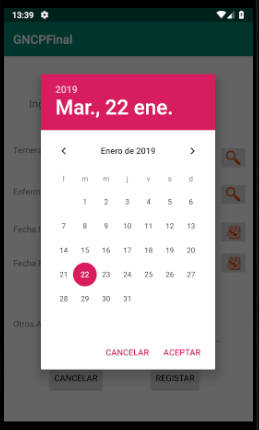 13:39
GNCPFinal
2019
Mar., 22 ene.
Ing
Ternera
Enferm
Fecha
Fecha
Otros A
Enero de 2019
l m m j v s d
1 2 3 4 5 6
7 8 9 10 11 12 13
14 15 16 17 18 19 20
21 22 23 24 25 26 27
28 29 30 31
CANCELAR ACEPTAR
CANCELAR REGISTAR